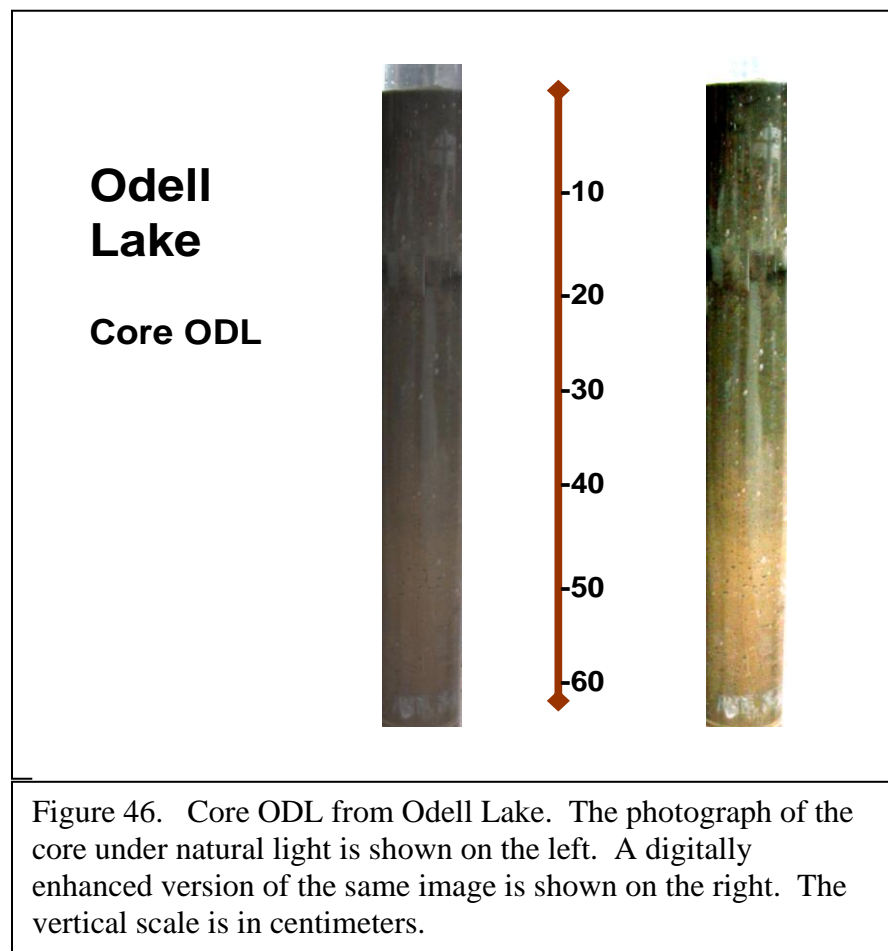 Odell
Lake
Core ODL
-10
-20
-30
-40
-50
-60
Figure 46. Core ODL from Odell Lake. The photograph of the
core under natural light is shown on the left. A digitally
enhanced version of the same image is shown on the right. The
vertical scale is in centimeters.